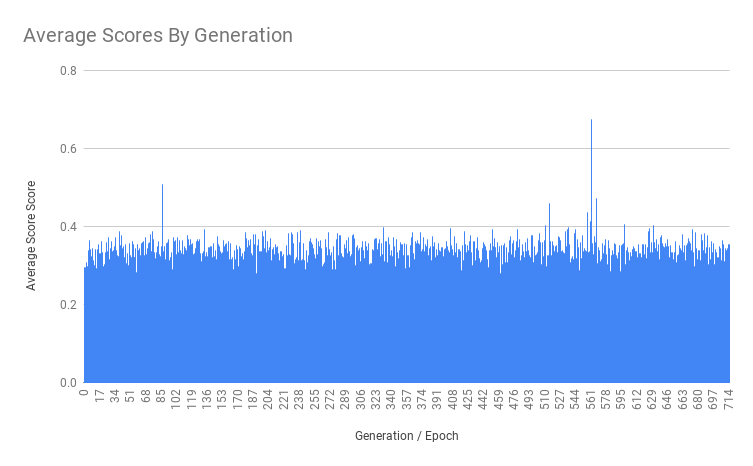 Average Scores By Generation
0.8
0.6
0.4
0.2
0.0
Average Score Score
0 17 34 51 68 85 102 119 136 153 170 187 204 221 238 255 272 289 306 323 340 357 374 391 408 425 442 459 476 493 510 527 544 561 578 595 612 629 646 663 680 697 714
Generation / Epoch